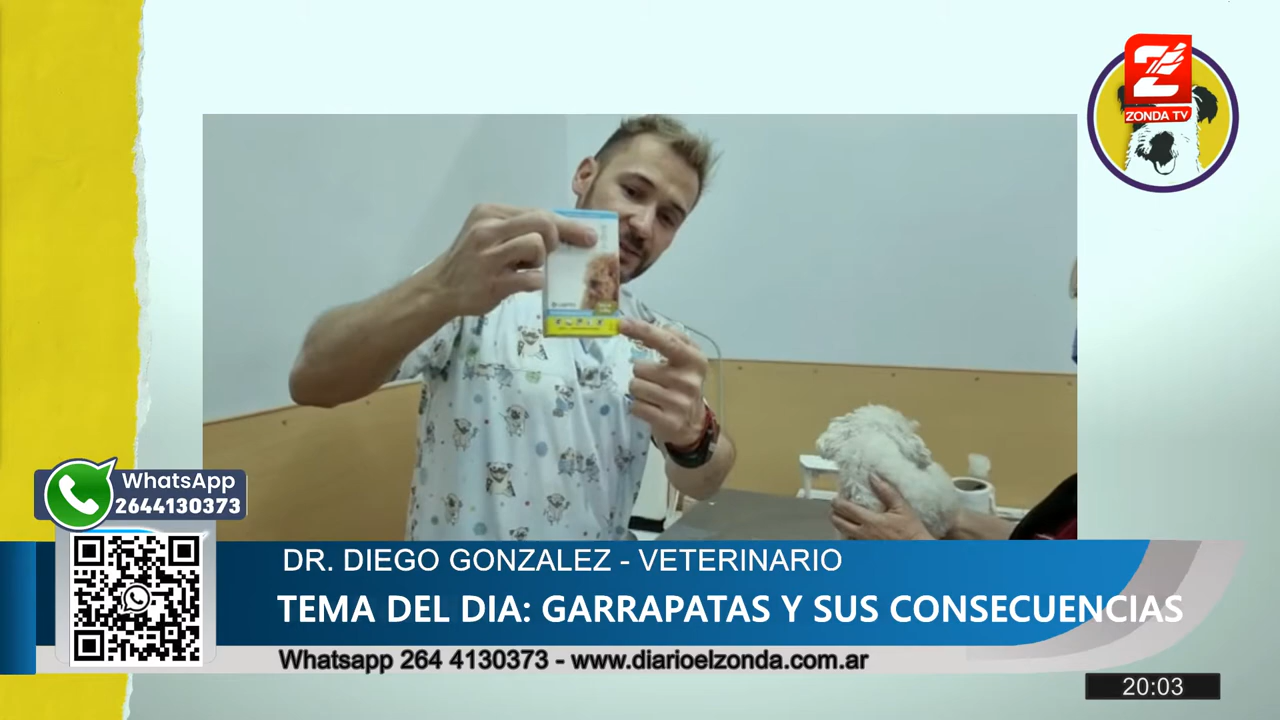 ZONDA TV
WhatsApp
2644130373
DR. DIEGO GONZALEZ - VETERINARIO
TEMA DEL DIA: GARRAPATAS Y SUS CONSECUENCIAS
Whatsapp 264 4130373 - www.diarioelzonda.com.ar
20:03